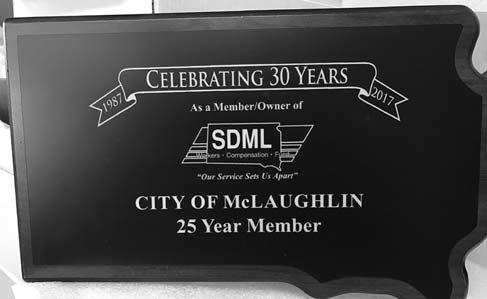 CELEBRATING 30 YEARS
1987
2017
As a Member/Owner of
SDML
Workers · Compensation · Fund
"Our Service Sets Us Apart"
CITY OF McLAUGHLIN
25 Year Member